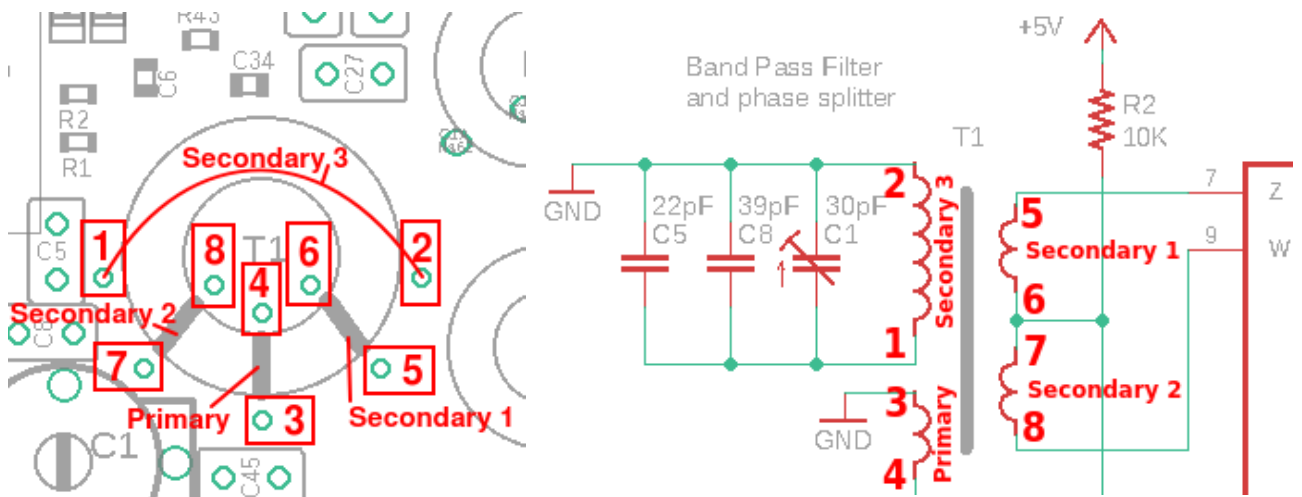 R43
C6
C34
C27
R2
R1
Secondary 3
C5
1
8
T1
6
2
4
Secondary 2
C8
7
5
Primary
3
Secondary 1
C1
C45
Band Pass Filter
and phase splitter
+5V
R2
10K
T1
GND
22pF
C5
39pF
C8
30pF
C1
2
Secondary 3
1
5
Secondary 1
6
7
Secondary 2
8
7
Z
9
W
3
Primary
4
GND